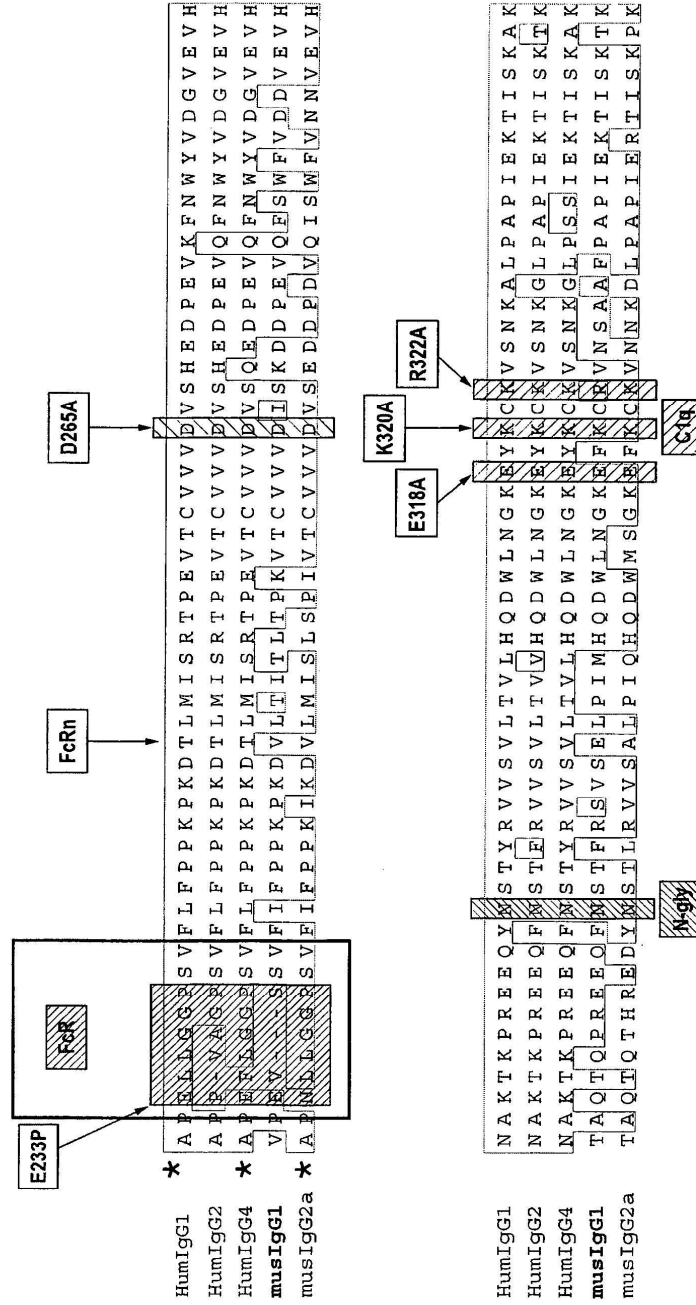 E233P
FcR
FcRn
D265A
HumIgG1 * A P E L L G G P S V F L F P P K P K D T L M I S R T P E V T C V V V D V S H E D P E V K F N W Y V D G V E V H
HumIgG2 A P P - V A G P S V F L F P P K P K D T L M I S R T P E V T C V V V D V S H E D P E V Q F N W Y V D G V E V H
HumIgG4 * A P E F L G G P S V F L F P P K P K D T L M I S R T P E V T C V V V D V S Q E D P E V Q F N W Y V D G V E V H
musIgG1 V P E V - - - S S V F I F P P K P K D V L T I T L T P K V T C V V V D I S K D D P E V Q F S W F V D D V E V H
musIgG2a * A P N L L G G P S V F I F P P K I K D V L M I S L S P I V T C V V V D V S E D D P D V Q I S W F V N N V E V H
E318A
K320A
R322A
HumIgG1 N A K T K P R E E Q Y N S T Y R V V S V L T V L H Q D W L N G K E Y K C K V S N K A L P A P I E K T I S K A K
HumIgG2 N A K T K P R E E Q F N S T F R V V S V L T V V H Q D W L N G K E Y K C K V S N K G L P A P I E K T I S K T K
HumIgG4 N A K T K P R E E Q F N S T Y R V V S V L T V L H Q D W L N G K E Y K C K V S N K G L P S S I E K T I S K A K
musIgG1 T A Q T Q P R E E Q F N S T F R S V S E L P I M H Q D W L N G K E F K C R V N S A A F P A P I E K T I S K T K
musIgG2a T A Q T Q T H R E D Y N S T L R V V S A L P I Q H Q D W M S G K E F K C K V N N K D L P A P I E R T I S K P K
N-gly
C1q